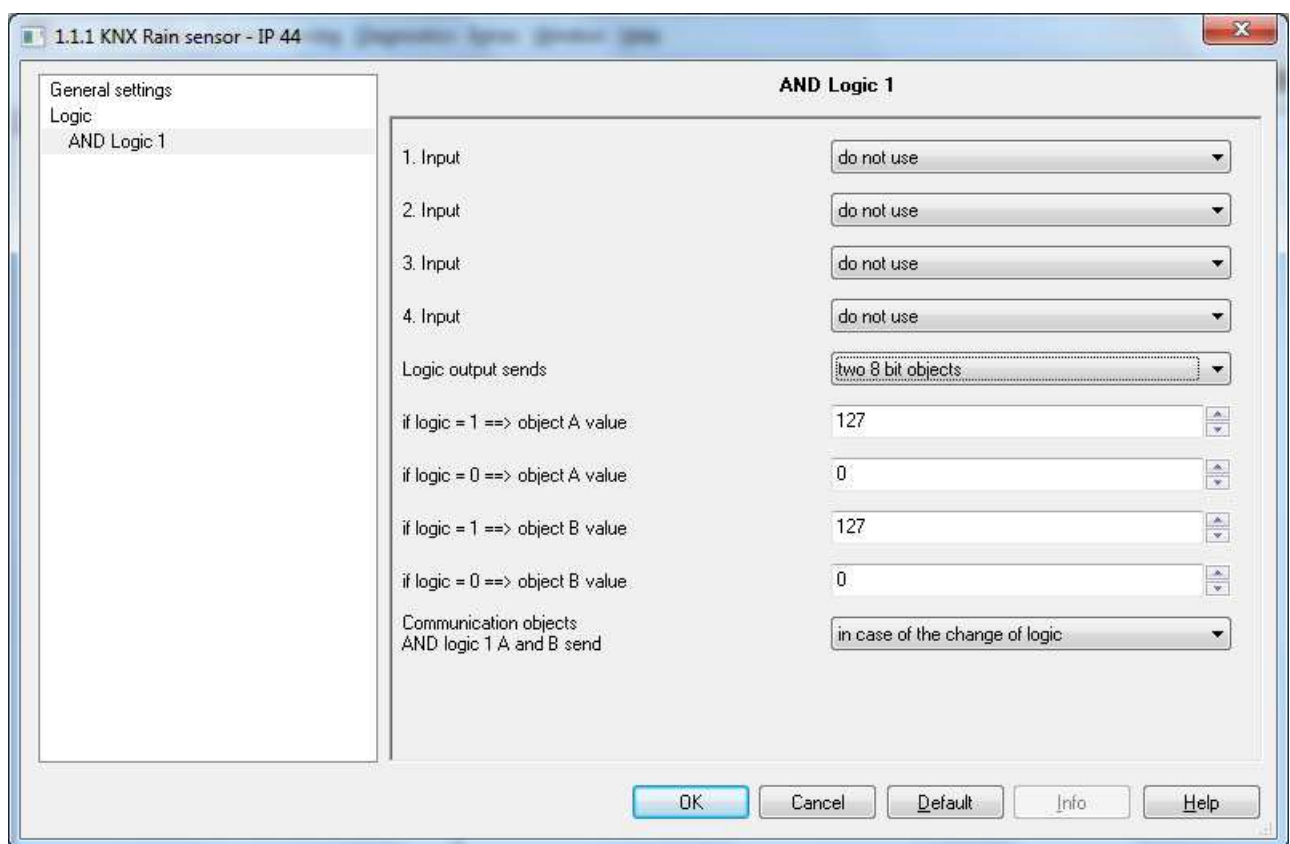 1.1.1 KNX Rain sensor - IP 44
General settings
Logic
AND Logic 1
AND Logic 1
1. Input do not use
2. Input do not use
3. Input do not use
4. Input do not use
Logic output sends two 8 bit objects
if logic = 1 ==> object A value 127
if logic = 0 ==> object A value 0
if logic = 1 ==> object B value 127
if logic = 0 ==> object B value 0
Communication objects
AND logic 1 A and B send in case of the change of logic
OK Cancel Default Info Help